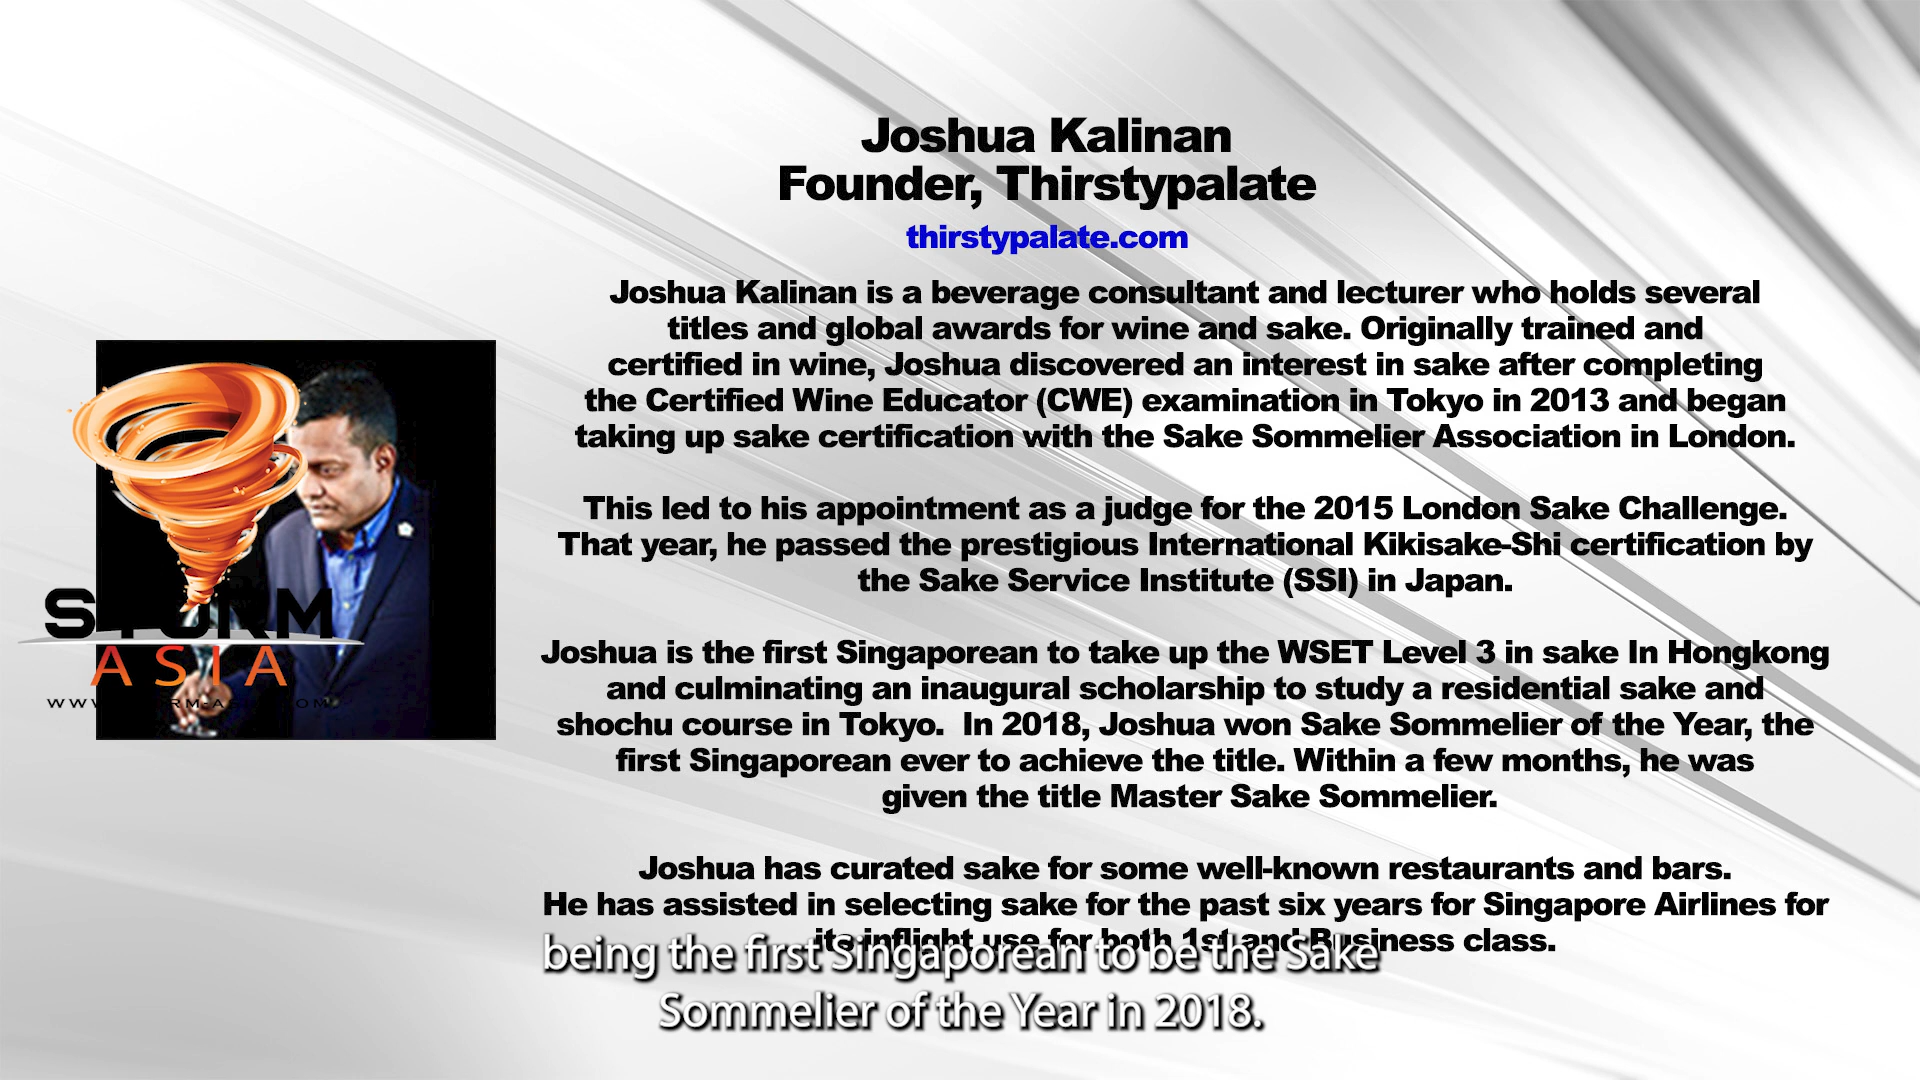 Joshua Kalinan
Founder, Thirstypalate
thirstypalate.com
Joshua Kalinan is a beverage consultant and lecturer who holds several
titles and global awards for wine and sake. Originally trained and
certified in wine, Joshua discovered an interest in sake after completing
the Certified Wine Educator (CWE) examination in Tokyo in 2013 and began
taking up sake certification with the Sake Sommelier Association in London.
This led to his appointment as a judge for the 2015 London Sake Challenge.
That year, he passed the prestigious International Kikisake-Shi certification by
the Sake Service Institute (SSI) in Japan.
Joshua is the first Singaporean to take up the WSET Level 3 in sake In Hongkong
and culminating an inaugural scholarship to study a residential sake and
shochu course in Tokyo.  In 2018, Joshua won Sake Sommelier of the Year, the
first Singaporean ever to achieve the title. Within a few months, he was
given the title Master Sake Sommelier.
Joshua has curated sake for some well-known restaurants and bars.
He has assisted in selecting sake for the past six years for Singapore Airlines for
its inflight use for both 1st and Business class.
STORM
ASIA
being the first Singaporean to be the Sake
Sommelier of the Year in 2018.